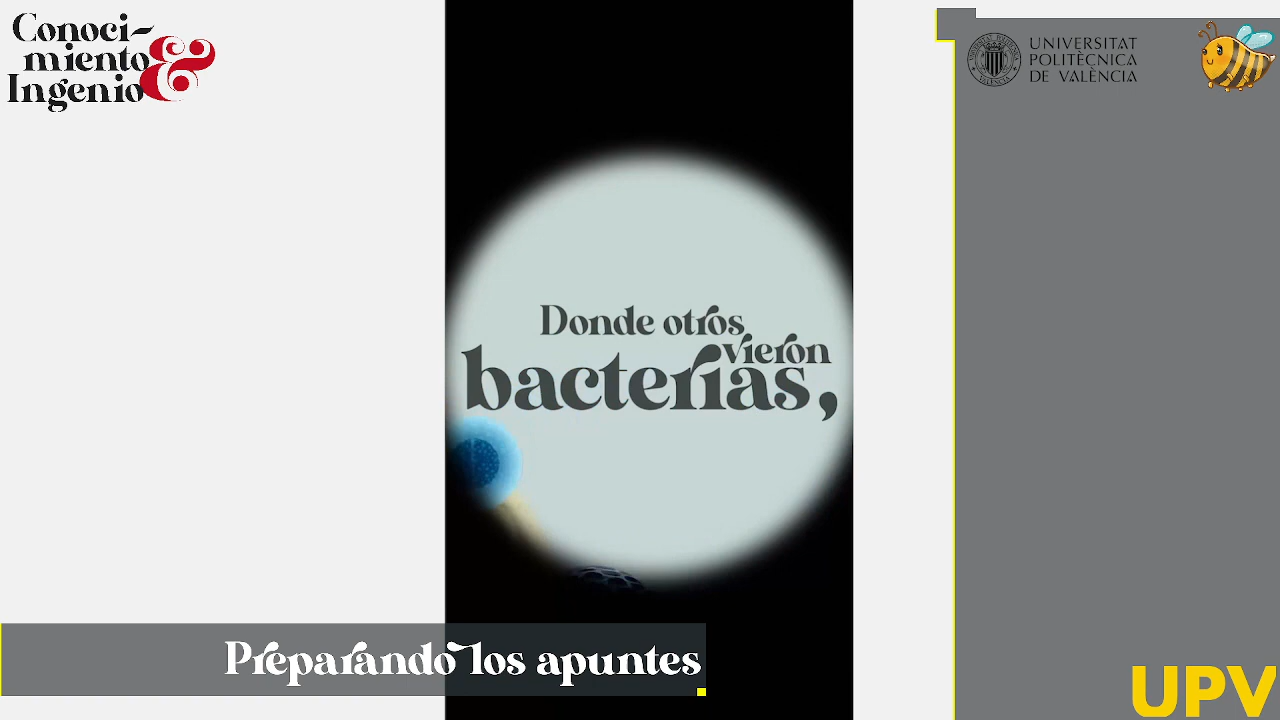 Conoci-
miento &
Ingenio
UNIVERSITAT
POLITÈCNICA
DE VALÈNCIA
Donde otros
vieron
bacterias,
Preparando los apuntes
UPV